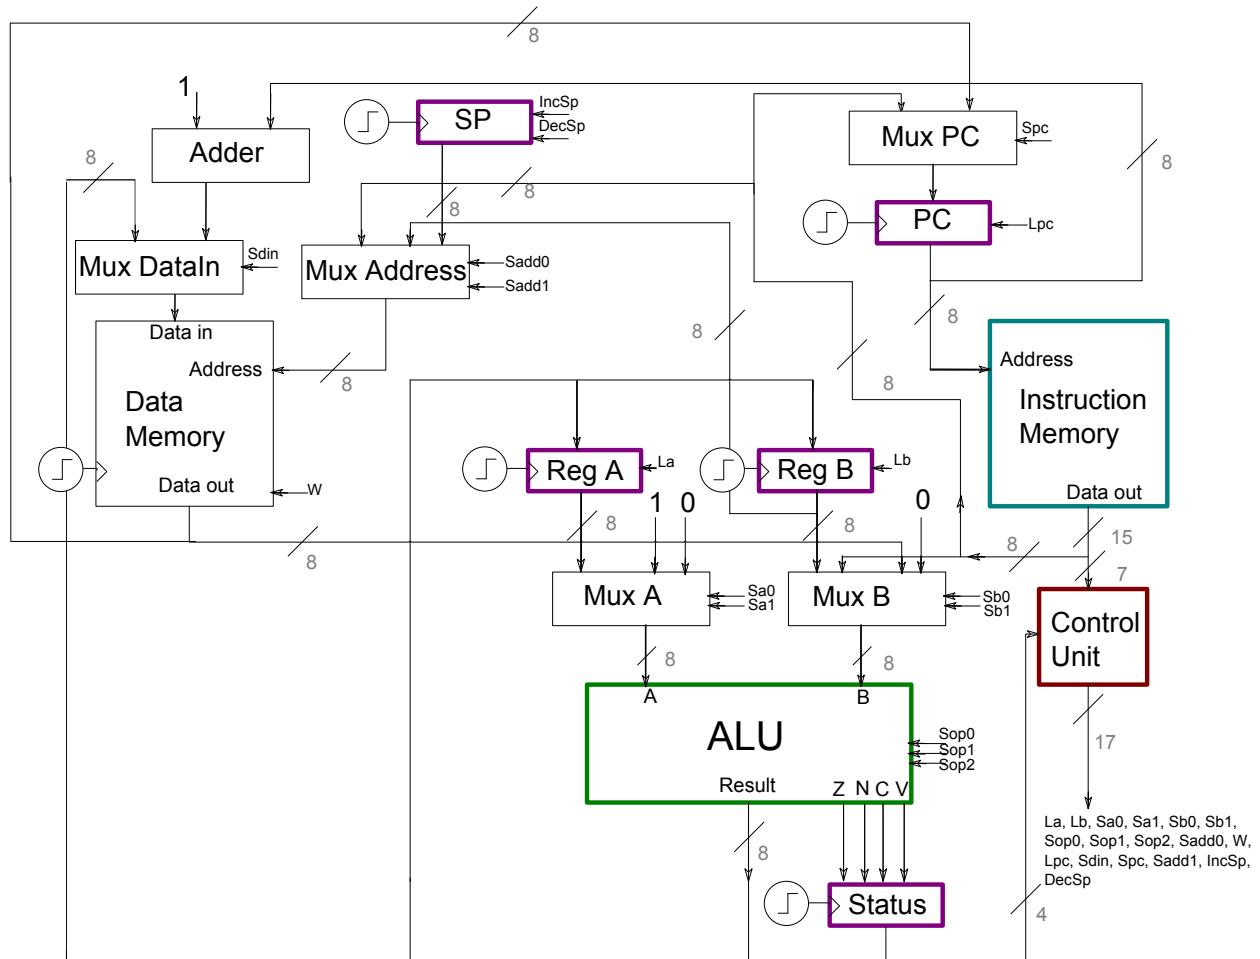 8
1
IncSp
SP
DecSp
Mux PC
Spc
Adder
8
8
8
8
PC
Lpc
Mux DataIn
Sdin
Mux Address
Sadd0
Sadd1
8
8
Data in
Address
8
8
Address
Data
Memory
Instruction
Memory
Reg A
La
Reg B
Lb
Data out
W
Data out
1
0
0
8
8
8
8
15
7
Mux A
Sa0
Sa1
Mux B
Sb0
Sb1
Control
Unit
8
8
A
B
ALU
Sop0
Sop1
Sop2
17
Result
Z
N
C
V
8
La, Lb, Sa0, Sa1, Sb0, Sb1,
Sop0, Sop1, Sop2, Sadd0, W,
Lpc, Sdin, Spc, Sadd1, IncSp,
DecSp
Status
4